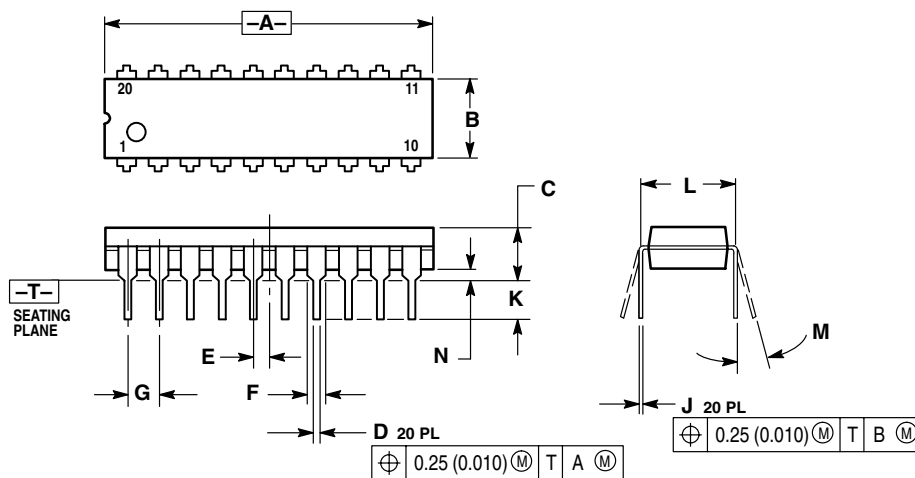 –A–
20 11
B
1 10
C
L
–T–
SEATING
PLANE
K
M
E
N
G
F
J 20 PL
D 20 PL
⌖ 0.25 (0.010) Ⓜ T B Ⓜ
⌖ 0.25 (0.010) Ⓜ T A Ⓜ